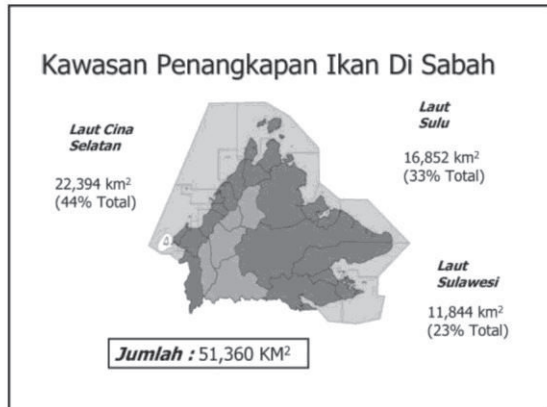 Kawasan Penangkapan Ikan Di Sabah
Laut Cina
Selatan
22,394 km²
(44% Total)
Laut
Sulu
16,852 km²
(33% Total)
Laut
Sulawesi
11,844 km²
(23% Total)
Jumlah : 51,360 KM²